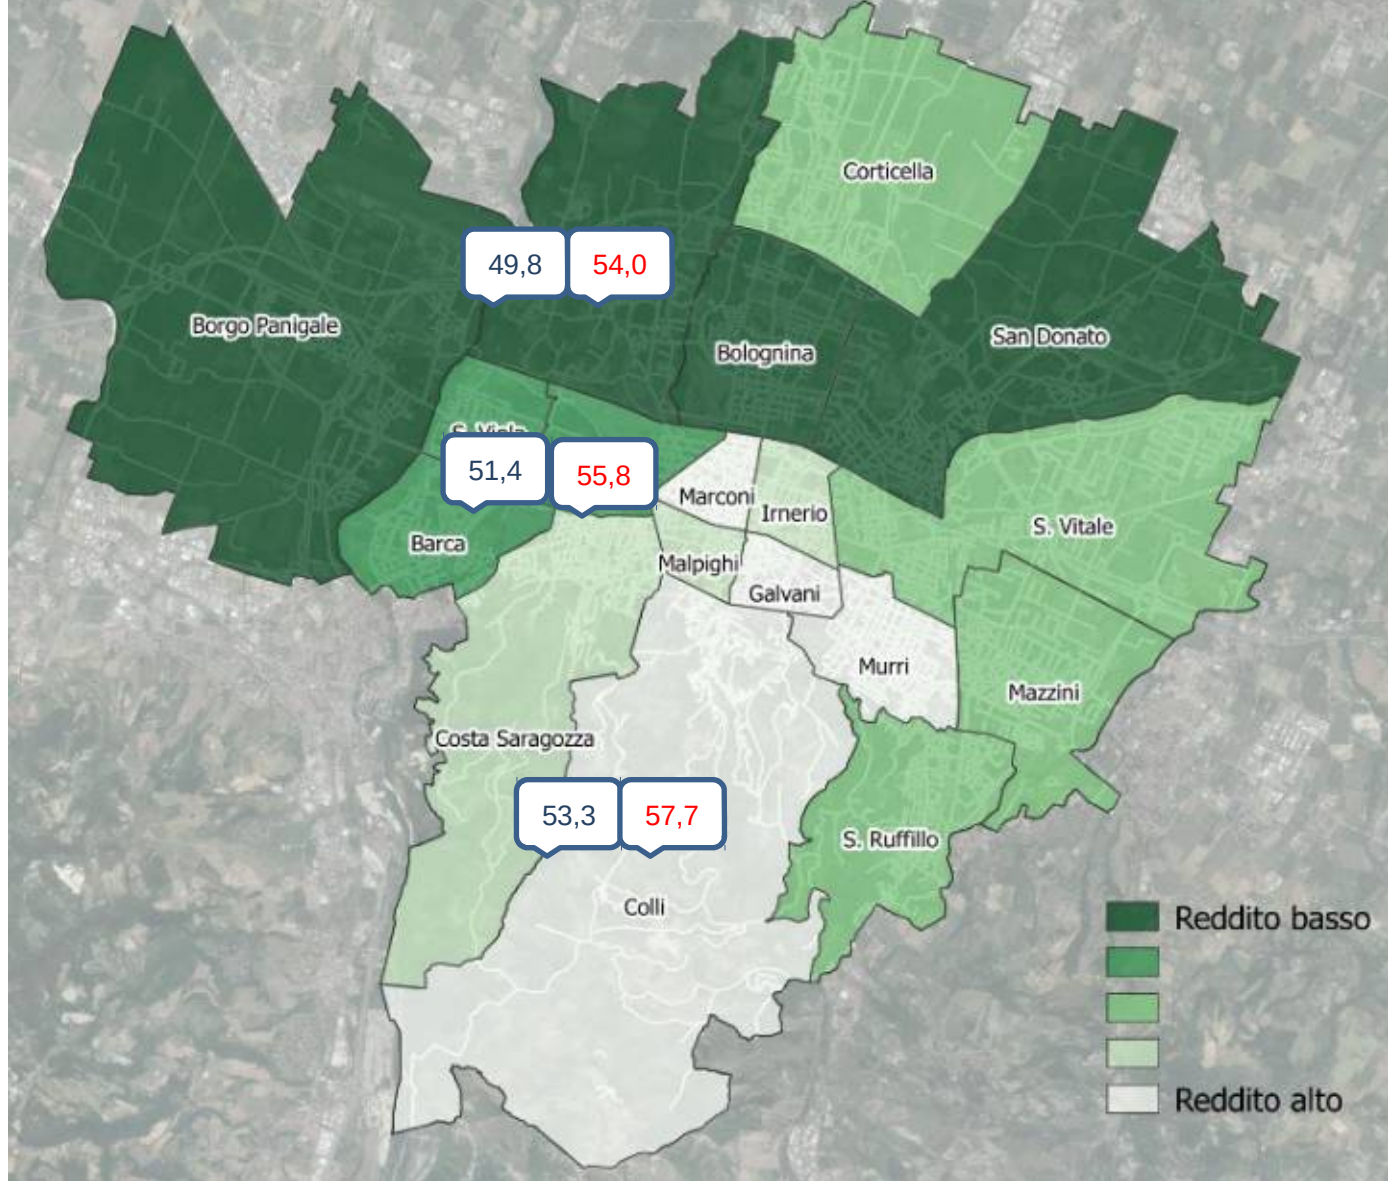 Corticella
49,8
54,0
Borgo Panigale
San Donato
Bolognina
51,4
55,8
Marconi
Irnerio
S. Vitale
Barca
Malpighi
Galvani
Murri
Mazzini
Costa Saragozza
53,3
57,7
S. Ruffillo
Colli
Reddito basso
Reddito alto